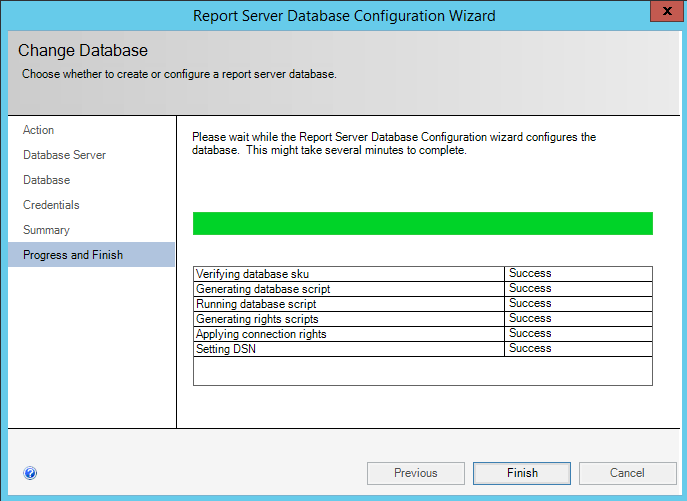 Report Server Database Configuration Wizard
x
Change Database
Choose whether to create or configure a report server database.
Action
Database Server
Database
Credentials
Summary
Progress and Finish
Please wait while the Report Server Database Configuration wizard configures the
database. This might take several minutes to complete.
Verifying database sku Success
Generating database script Success
Running database script Success
Generating rights scripts Success
Applying connection rights Success
Setting DSN Success
?
Previous Finish Cancel